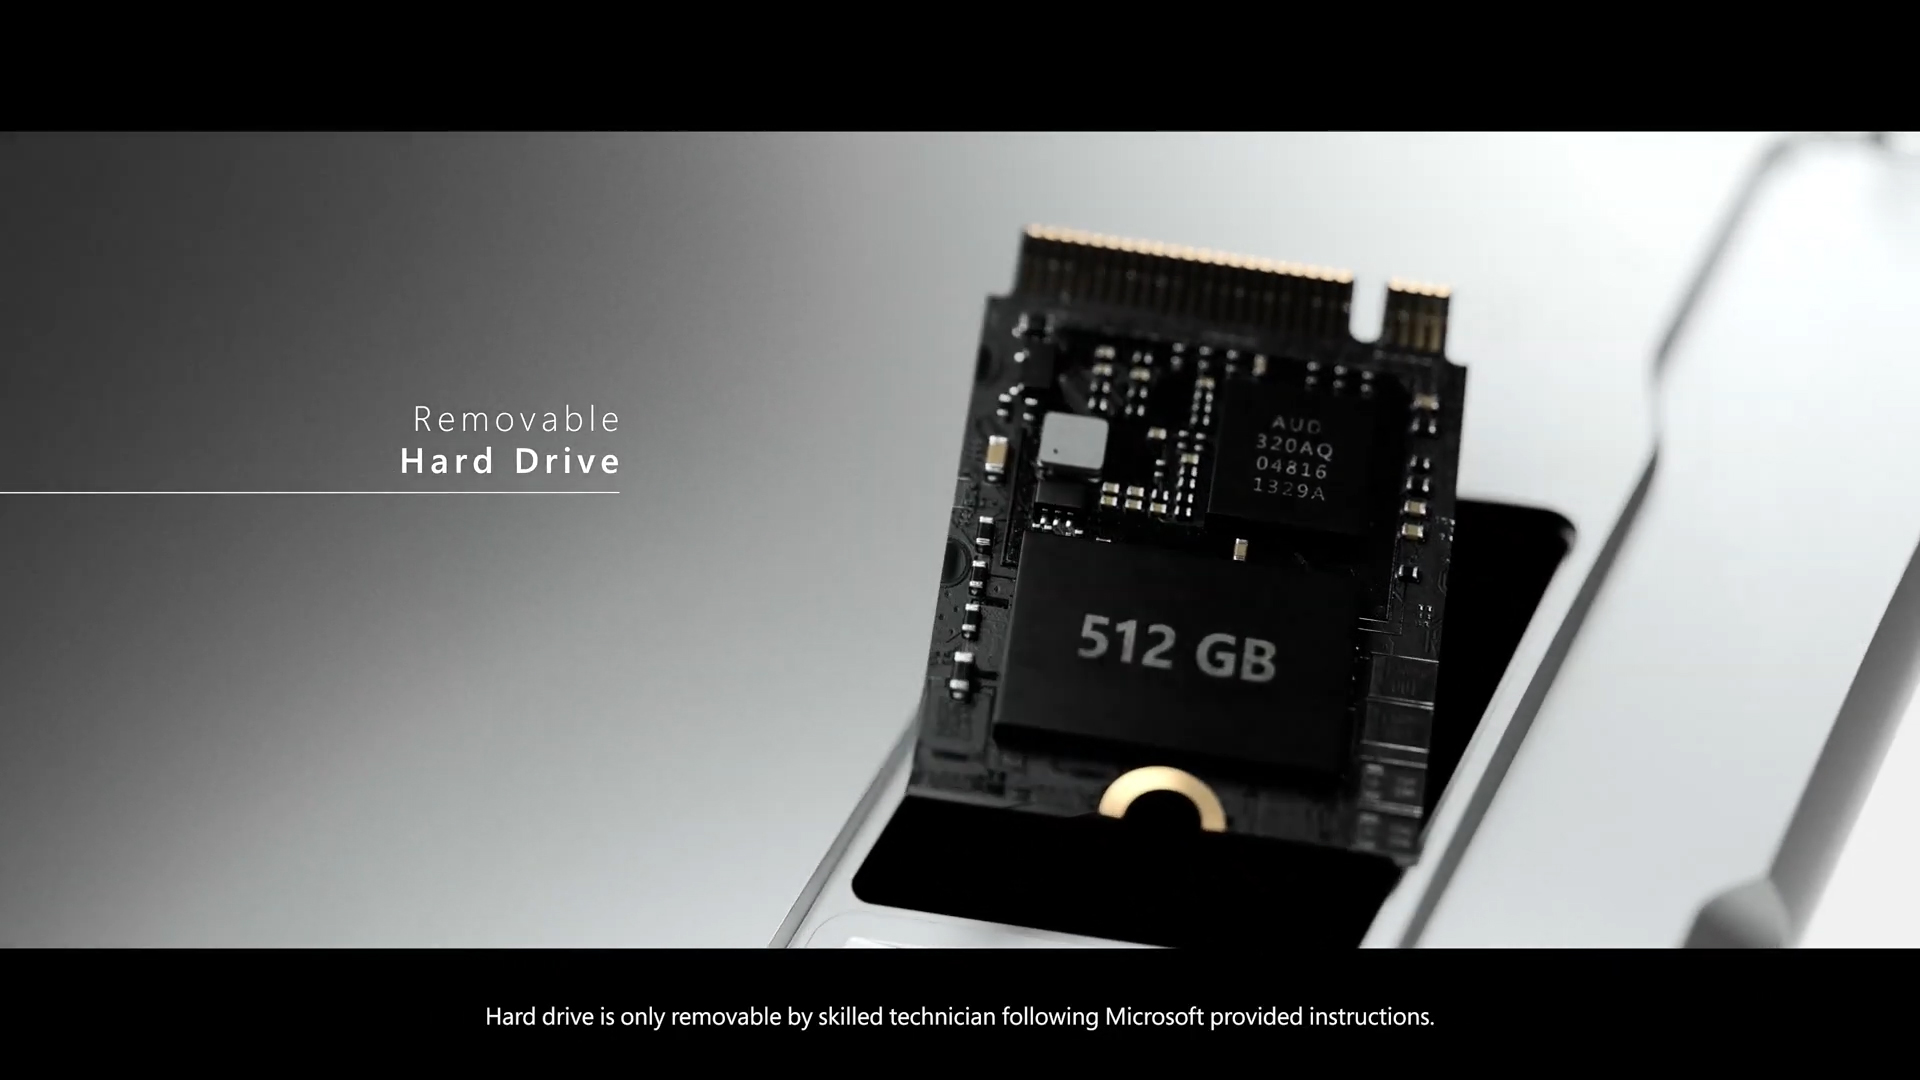 Removable
Hard Drive
AUD
320AQ
04816
1329A
512 GB
Hard drive is only removable by skilled technician following Microsoft provided instructions.